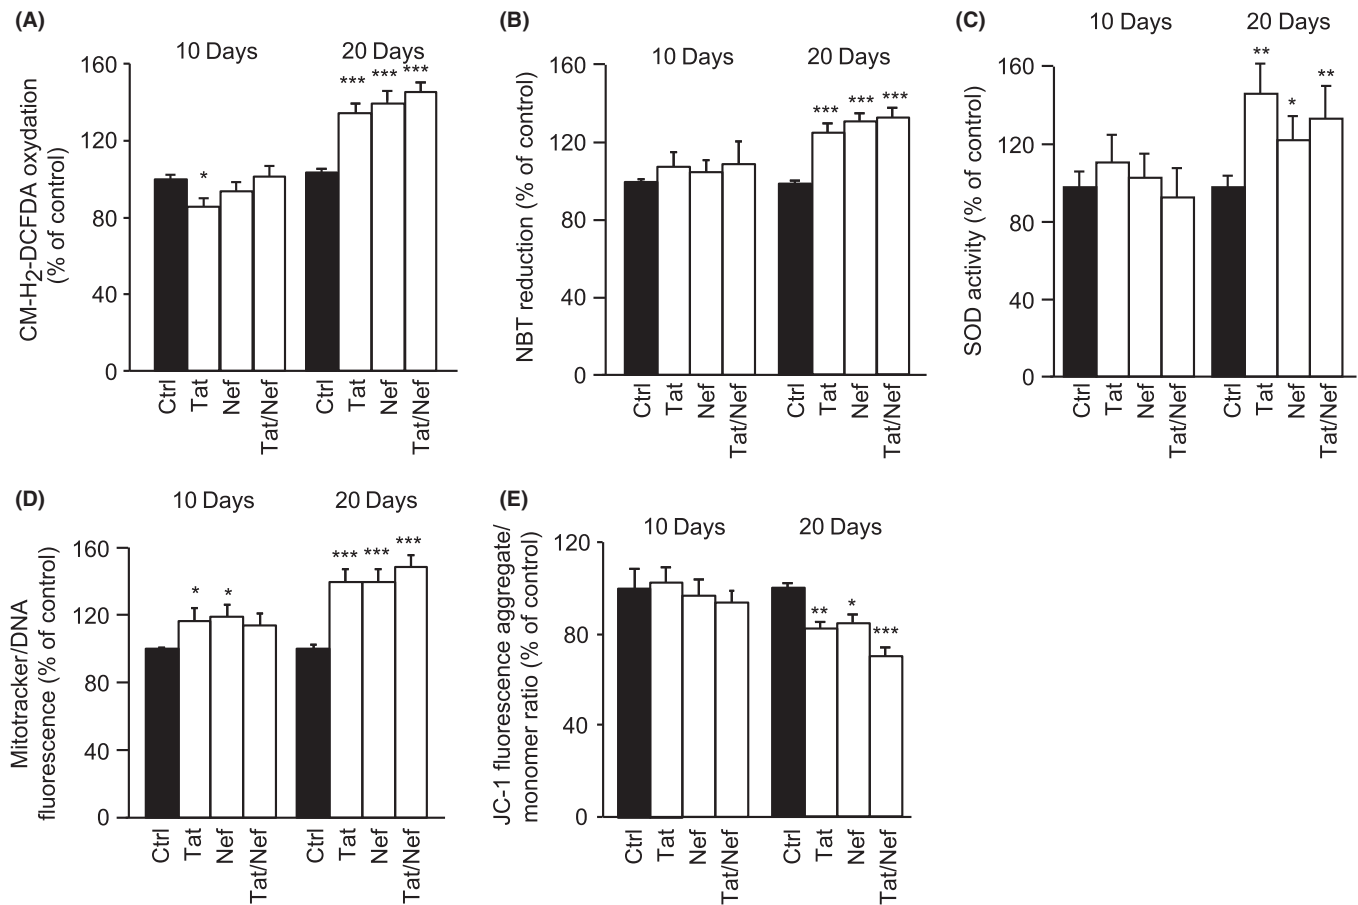 (A)
10 Days
20 Days
CM-H2-DCFDA oxydation
(% of control)
160
120
80
40
0
*
***
***
***
Ctrl
Tat
Nef
Tat/Nef
Ctrl
Tat
Nef
Tat/Nef
(B)
10 Days
20 Days
NBT reduction (% of control)
160
120
80
40
0
***
***
***
Ctrl
Tat
Nef
Tat/Nef
Ctrl
Tat
Nef
Tat/Nef
(C)
10 Days
20 Days
SOD activity (% of control)
160
120
80
40
0
**
*
**
Ctrl
Tat
Nef
Tat/Nef
Ctrl
Tat
Nef
Tat/Nef
(D)
10 Days
20 Days
Mitotracker/DNA
fluorescence (% of control)
160
120
80
40
0
*
*
***
***
***
Ctrl
Tat
Nef
Tat/Nef
Ctrl
Tat
Nef
Tat/Nef
(E)
10 Days
20 Days
JC-1 fluorescence aggregate/
monomer ratio (% of control)
120
80
40
0
**
*
***
Ctrl
Tat
Nef
Tat/Nef
Ctrl
Tat
Nef
Tat/Nef